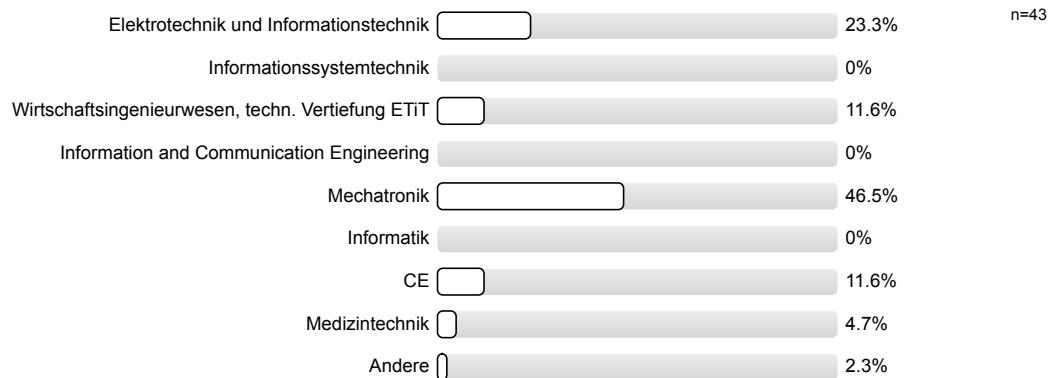 Elektrotechnik und Informationstechnik 23.3% n=43
Informationssystemtechnik 0%
Wirtschaftsingenieurwesen, techn. Vertiefung ETiT 11.6%
Information and Communication Engineering 0%
Mechatronik 46.5%
Informatik 0%
CE 11.6%
Medizintechnik 4.7%
Andere 2.3%